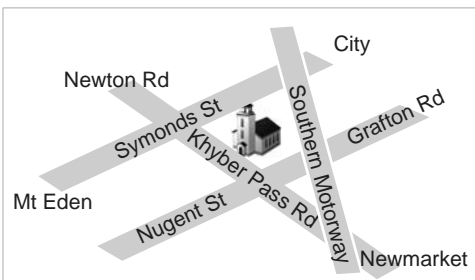 City
Newton Rd
Symonds St
Southern Motorway
Grafton Rd
Khyber Pass Rd
Mt Eden
Nugent St
Newmarket